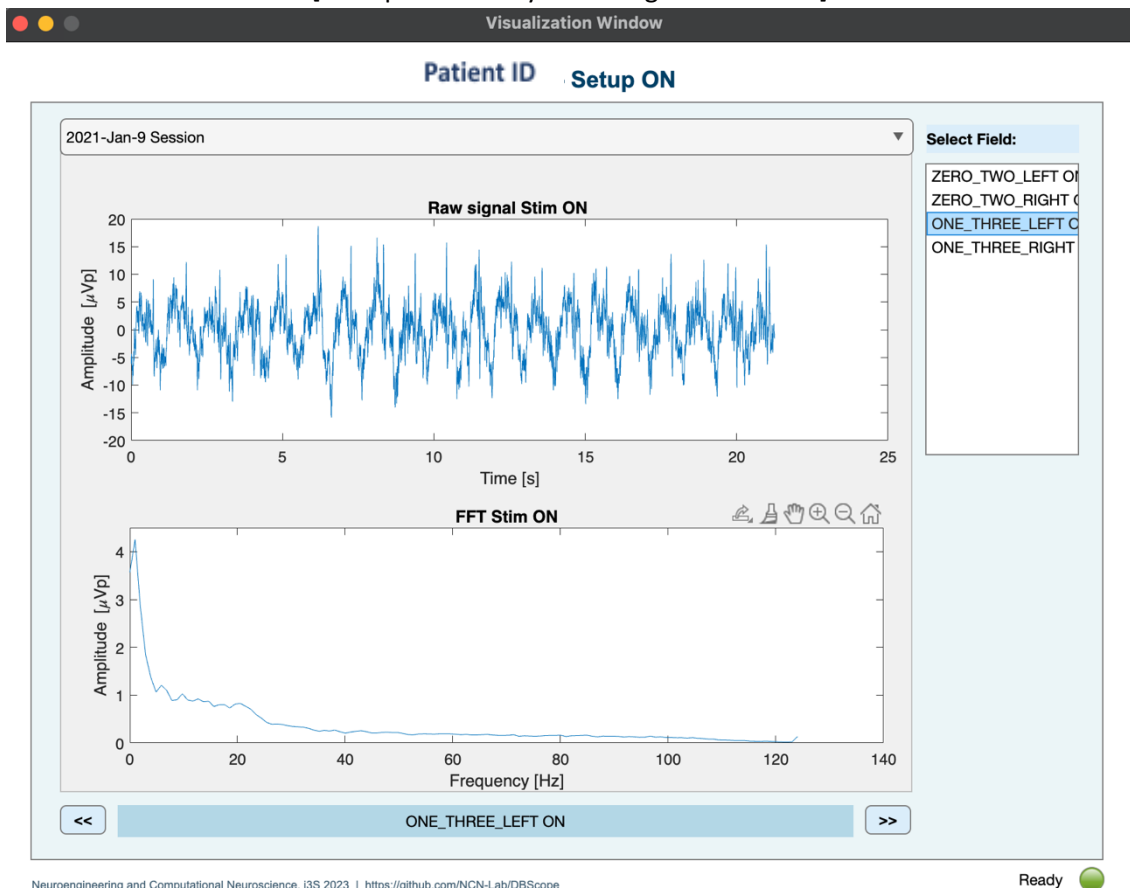 Visualization Window
Patient ID Setup ON
2021-Jan-9 Session
Select Field:
ZERO_TWO_LEFT
ZERO_TWO_RIGHT
ONE_THREE_LEFT
ONE_THREE_RIGHT
Raw signal Stim ON
Amplitude [μVp]
20
15
10
5
0
-5
-10
-15
-20
0 5 10 15 20 25
Time [s]
FFT Stim ON
Amplitude [μVp]
4
3
2
1
0
0 20 40 60 80 100 120 140
Frequency [Hz]
<< ONE_THREE_LEFT ON >>
Neuroengineering and Computational Neuroscience, i3S 2023 | https://github.com/NCN-Lab/DBScope
Ready